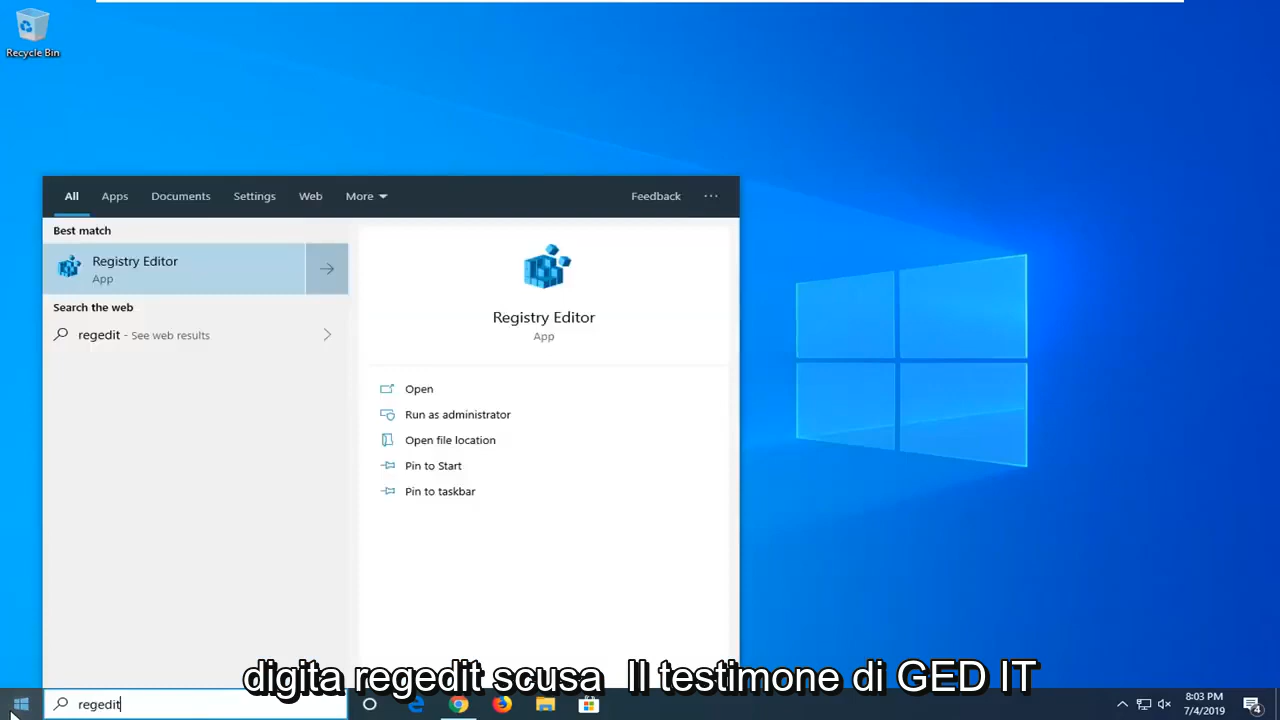 Recycle Bin
All Apps Documents Settings Web More Feedback ...
Best match
Registry Editor
App
Search the web
regedit - See web results
Registry Editor
App
Open
Run as administrator
Open file location
Pin to Start
Pin to taskbar
digita regedit scusa Il testimone di GED IT
regedit
8:03 PM
7/4/2019
4